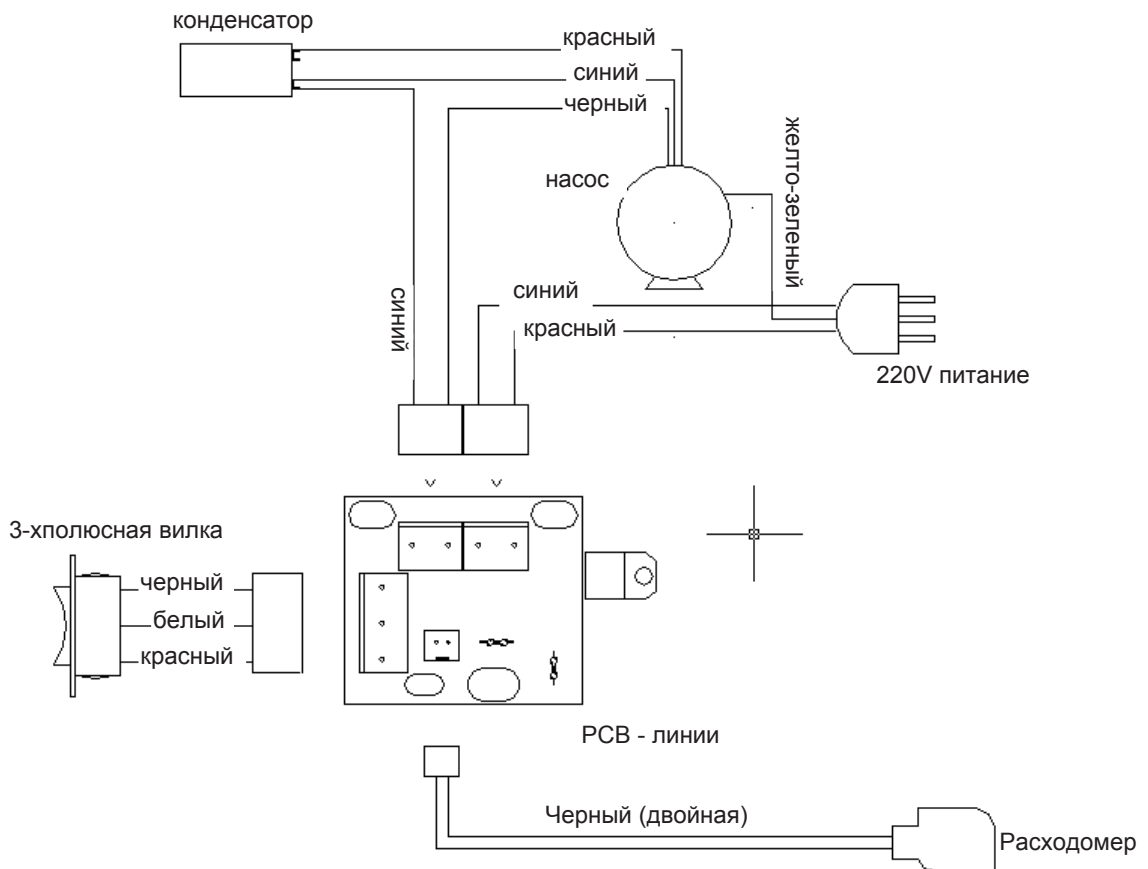 конденсатор
красный
синий
черный
желто-зеленый
насос
синий
синий
красный
220V питание
3-хполюсная вилка
черный
белый
красный
PCB - линии
Черный (двойная)
Расходомер